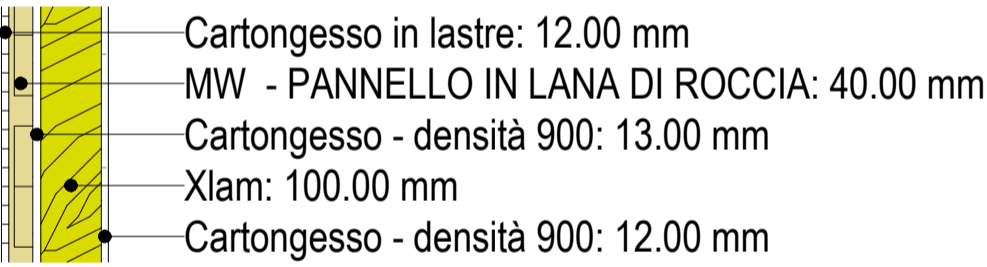 Cartongesso in lastre: 12.00 mm
MW - PANNELLO IN LANA DI ROCCIA: 40.00 mm
Cartongesso - densità 900: 13.00 mm
Xlam: 100.00 mm
Cartongesso - densità 900: 12.00 mm